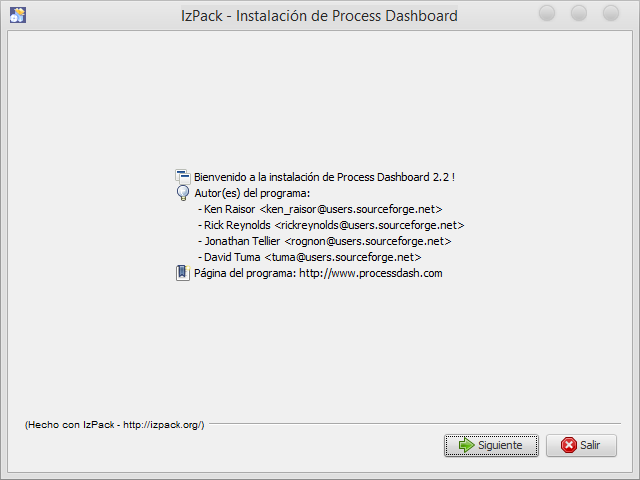 IzPack - Instalación de Process Dashboard
Bienvenido a la instalación de Process Dashboard 2.2 !
Autor(es) del programa:
- Ken Raisor <ken_raisor@users.sourceforge.net>
- Rick Reynolds <rickreynolds@users.sourceforge.net>
- Jonathan Tellier <rognon@users.sourceforge.net>
- David Tuma <tuma@users.sourceforge.net>
Página del programa: http://www.processdash.com
(Hecho con IzPack - http://izpack.org/)
Siguiente
Salir